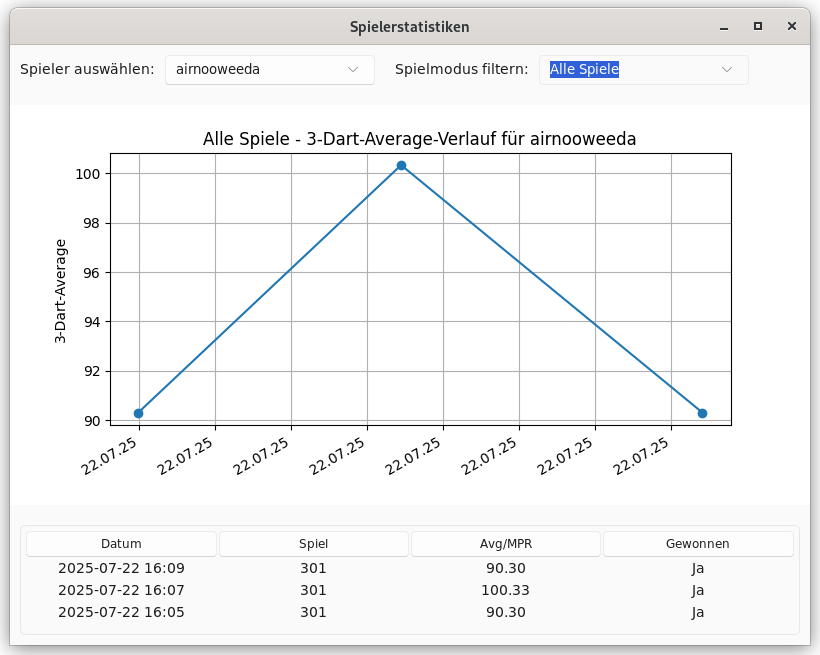 Spielerstatistiken
Spieler auswählen: airnooweeda Spielmodus filtern: Alle Spiele
Alle Spiele - 3-Dart-Average-Verlauf für airnooweeda
3-Dart-Average
100
98
96
94
92
90
22.07.25 22.07.25 22.07.25 22.07.25 22.07.25 22.07.25 22.07.25 22.07.25
Datum Spiel Avg/MPR Gewonnen
2025-07-22 16:09 301 90.30 Ja
2025-07-22 16:07 301 100.33 Ja
2025-07-22 16:05 301 90.30 Ja